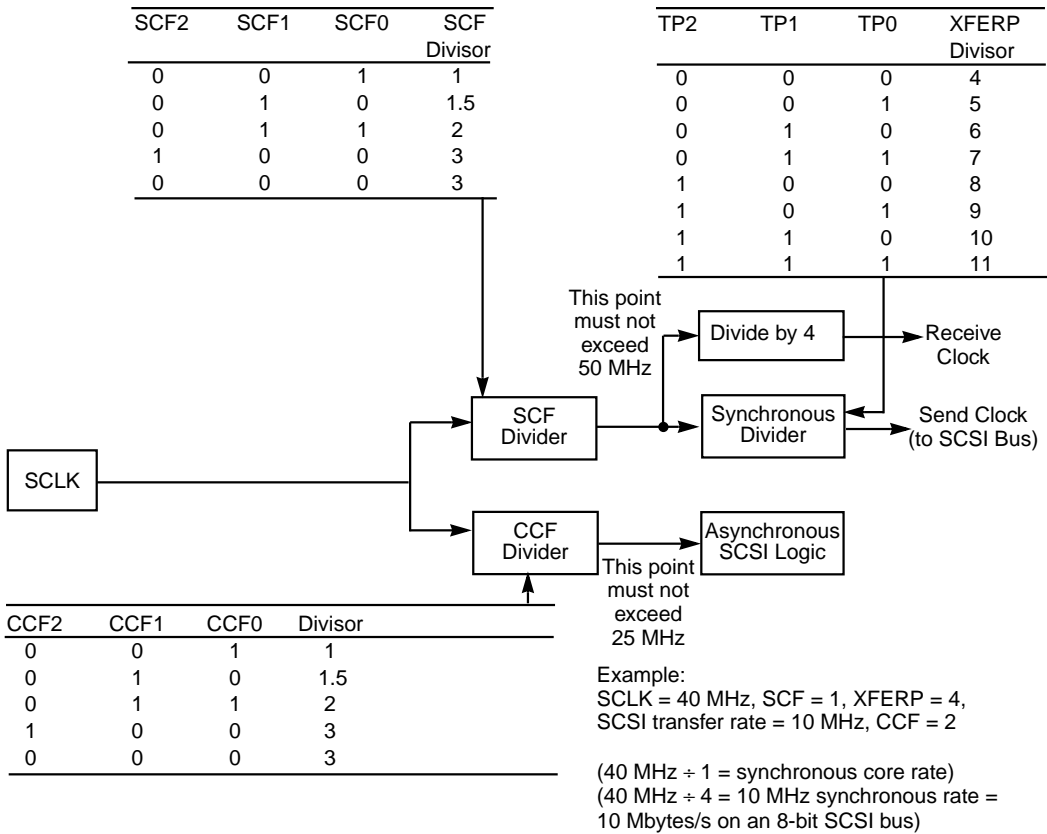 SCF2 SCF1 SCF0 SCF
Divisor
0 0 1 1
0 1 0 1.5
0 1 1 2
1 0 0 3
0 0 0 3
TP2 TP1 TP0 XFERP
Divisor
0 0 0 4
0 0 1 5
0 1 0 6
0 1 1 7
1 0 0 8
1 0 1 9
1 1 0 10
1 1 1 11
This point
must not
exceed
50 MHz
Divide by 4
Receive
Clock
SCF
Divider
Synchronous
Divider
Send Clock
(to SCSI Bus)
SCLK
CCF
Divider
Asynchronous
SCSI Logic
This point
must not
exceed
25 MHz
CCF2 CCF1 CCF0 Divisor
0 0 1 1
0 1 0 1.5
0 1 1 2
1 0 0 3
0 0 0 3
Example:
SCLK = 40 MHz, SCF = 1, XFERP = 4,
SCSI transfer rate = 10 MHz, CCF = 2
(40 MHz ÷ 1 = synchronous core rate)
(40 MHz ÷ 4 = 10 MHz synchronous rate =
10 Mbytes/s on an 8-bit SCSI bus)